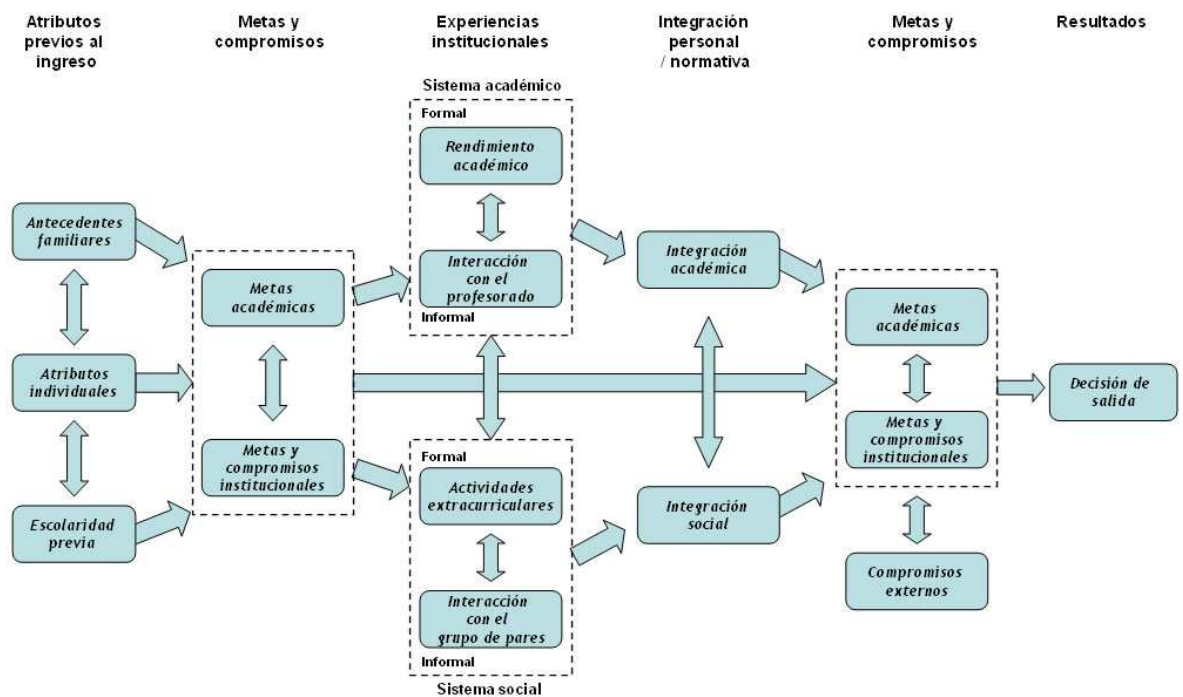 Atributos
previos al
ingreso
Metas y
compromisos
Experiencias
institucionales
Integración
personal
/ normativa
Metas y
compromisos
Resultados
Antecedentes
familiares
Atributos
individuales
Escolaridad
previa
Metas
académicas
Metas y
compromisos
institucionales
Sistema académico
Formal
Rendimiento
académico
Interacción
con el
profesorado
Informal
Formal
Actividades
extracurriculares
Interacción
con el
grupo de pares
Informal
Sistema social
Integración
académica
Integración
social
Metas
académicas
Metas y
compromisos
institucionales
Compromisos
externos
Decisión de
salida